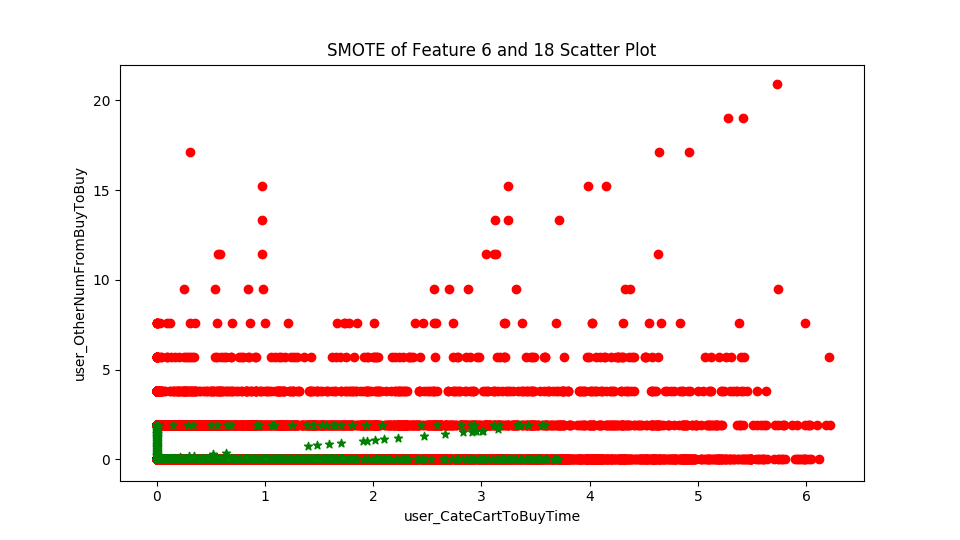 SMOTE of Feature 6 and 18 Scatter Plot
20
15
10
5
0
user_OtherNumFromBuyToBuy
0 1 2 3 4 5 6
user_CateCartToBuyTime